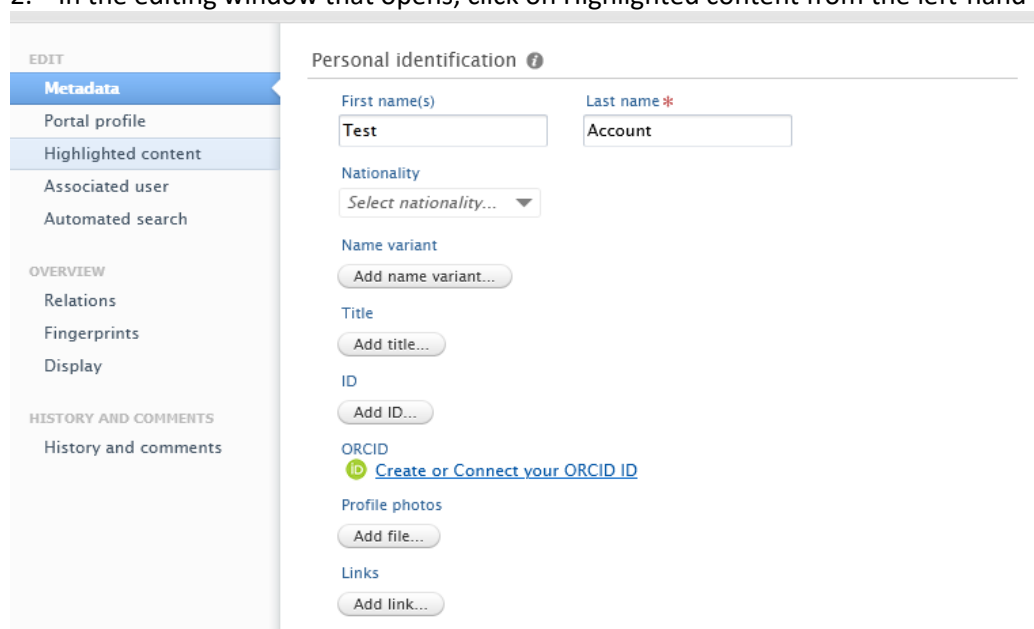 2. In the editing window that opens, click on Highlighted content from the left-hand
EDIT
Metadata
Portal profile
Highlighted content
Associated user
Automated search
OVERVIEW
Relations
Fingerprints
Display
HISTORY AND COMMENTS
History and comments
Personal identification
First name(s) Last name *
Test Account
Nationality
Select nationality...
Name variant
Add name variant...
Title
Add title...
ID
Add ID...
ORCID
iD Create or Connect your ORCID ID
Profile photos
Add file...
Links
Add link...